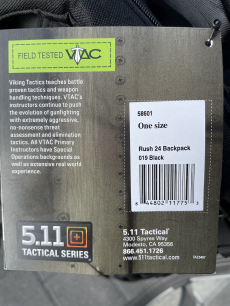 FIELD TESTED VTAC
Viking Tactics teaches battle
proven tactics and weapon
handling techniques. VTAC's
instructors continue to push
the evolution of gunfighting
with extremely aggressive,
no-nonsense threat
assessment and elimination
tactics. All VTAC Primary
Instructors have Special
Operations backgrounds as
well as extensive real world
experience.
5.11
TACTICAL SERIES
58601
One size
Rush 24 Backpack
019 Black
8 44802 11775 3
5.11 Tactical
4300 Spyres Way
Modesto, CA 95356
866.451.1726
www.511tactical.com